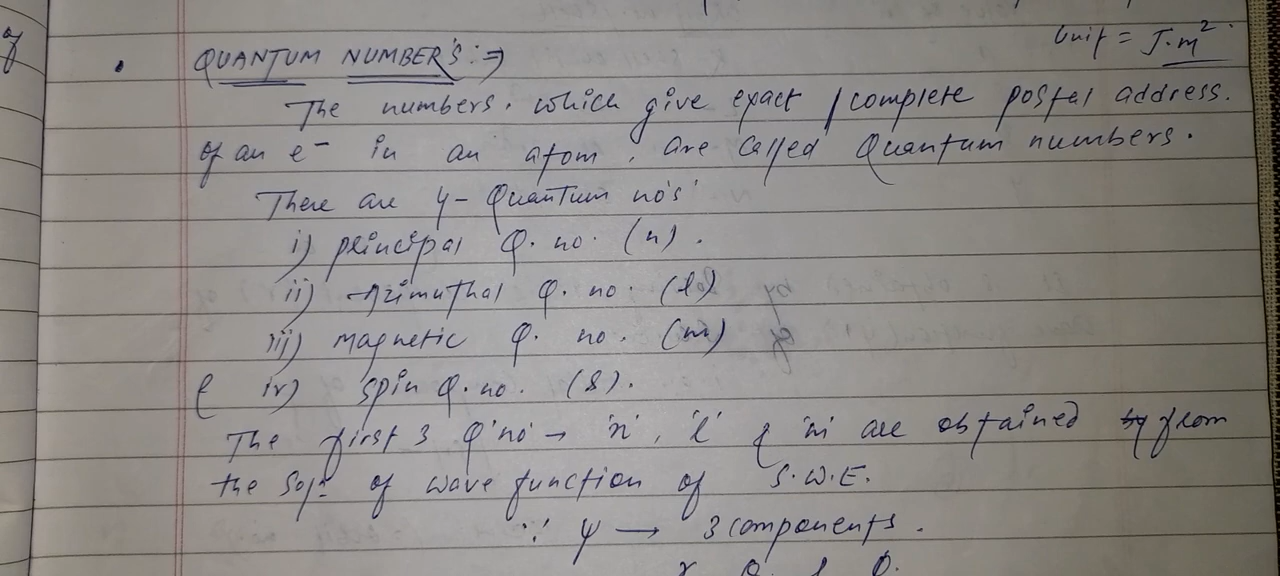 Unit = J.m²
• QUANTUM NUMBER'S :⇒
The numbers. which give exact / complete postal address.
of an e⁻ in an atom, are called Quantum numbers.
There are 4- Quantum no's'
i) principal Q. no. (n).
ii) Azimuthal Q. no. (l)
iii) magnetic Q. no. (m)
& iv) spin Q. no. (s).
The first 3 Q'no → 'n', 'l' & 'm' are obtained by from
the Solⁿ of wave function of S.W.E.
∵ ψ → 3 components.
r θ & φ.